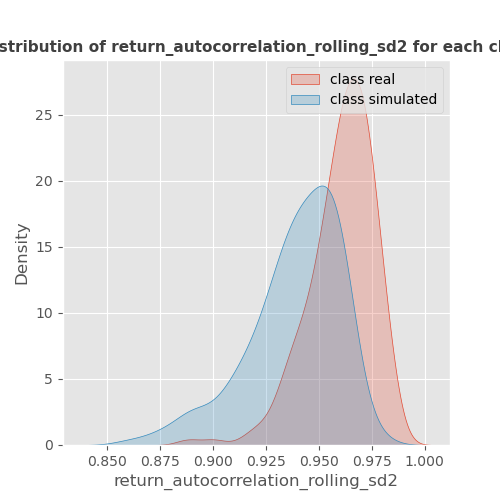 stribution of return_autocorrelation_rolling_sd2 for each cl
class real
class simulated
Density
25
20
15
10
5
0
0.850 0.875 0.900 0.925 0.950 0.975 1.000
return_autocorrelation_rolling_sd2